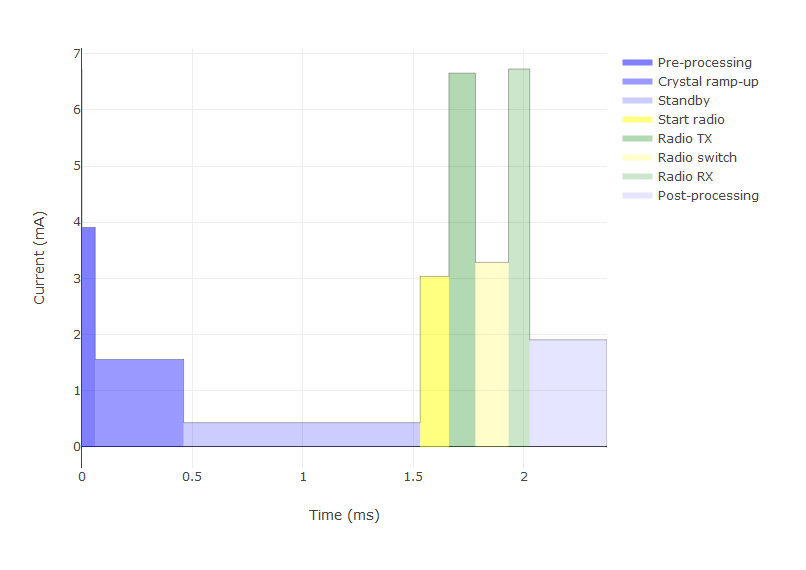 7
6
5
4
3
2
1
0
Current (mA)
0
0.5
1
1.5
2
Time (ms)
Pre-processing
Crystal ramp-up
Standby
Start radio
Radio TX
Radio switch
Radio RX
Post-processing